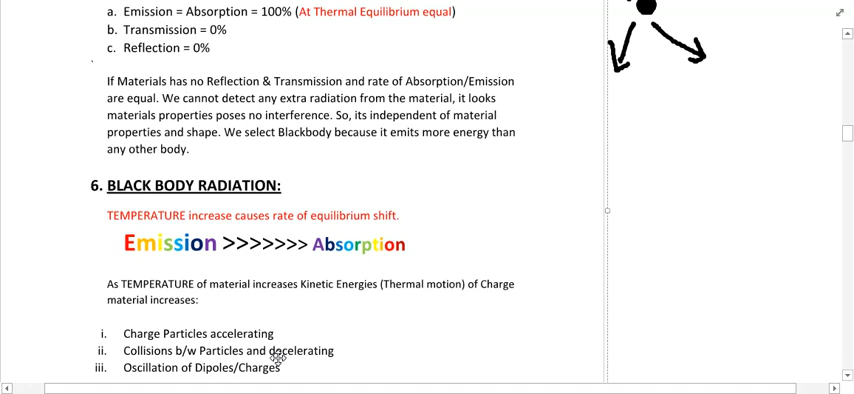 a. Emission = Absorption = 100% (At Thermal Equilibrium equal)
b. Transmission = 0%
c. Reflection = 0%
If Materials has no Reflection & Transmission and rate of Absorption/Emission
are equal. We cannot detect any extra radiation from the material, it looks
materials properties poses no interference. So, its independent of material
properties and shape. We select Blackbody because it emits more energy than
any other body.
6. BLACK BODY RADIATION:
TEMPERATURE increase causes rate of equilibrium shift.
Emission >>>>>>> Absorption
As TEMPERATURE of material increases Kinetic Energies (Thermal motion) of Charge
material increases:
i. Charge Particles accelerating
ii. Collisions b/w Particles and decelerating
iii. Oscillation of Dipoles/Charges